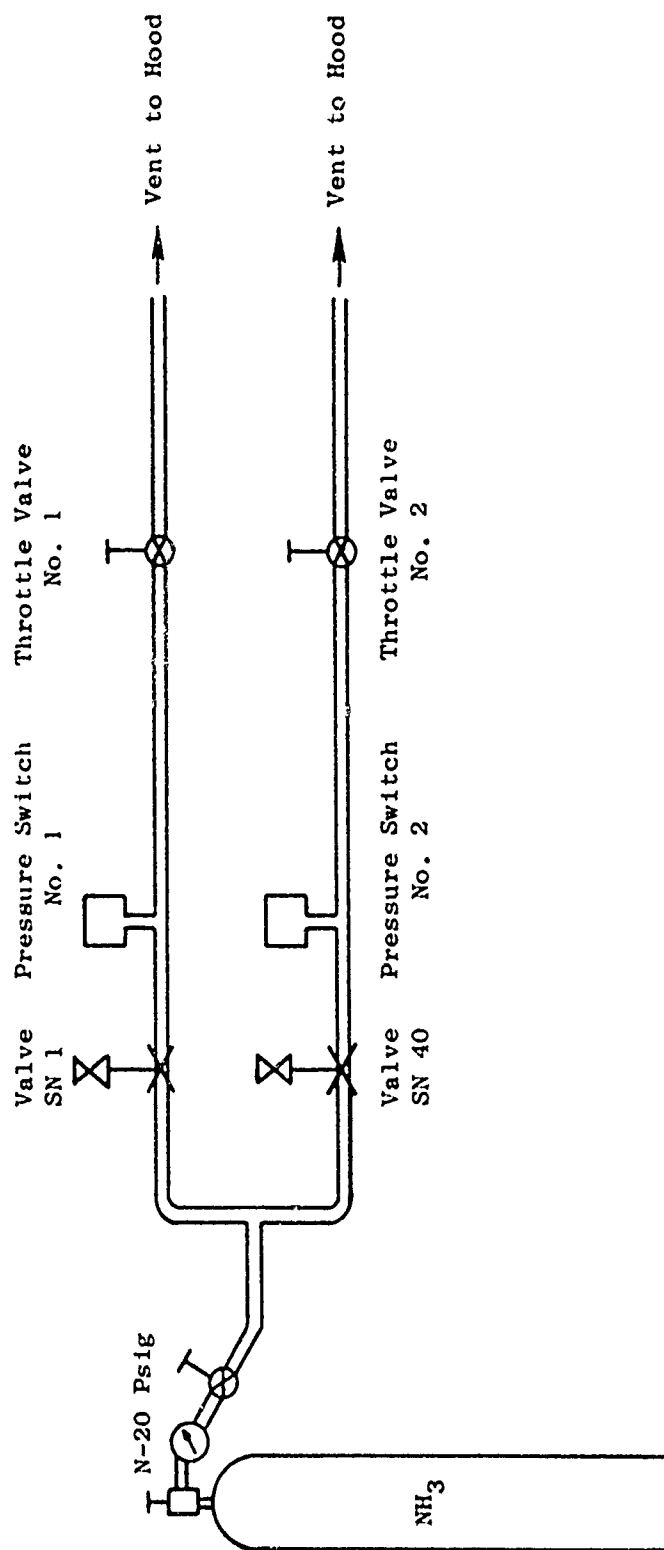 Valve
SN 1
Pressure Switch
No. 1
Throttle Valve
No. 1
Vent to Hood
N-20 Psig
Valve
SN 40
Pressure Switch
No. 2
Throttle Valve
No. 2
Vent to Hood
NH3